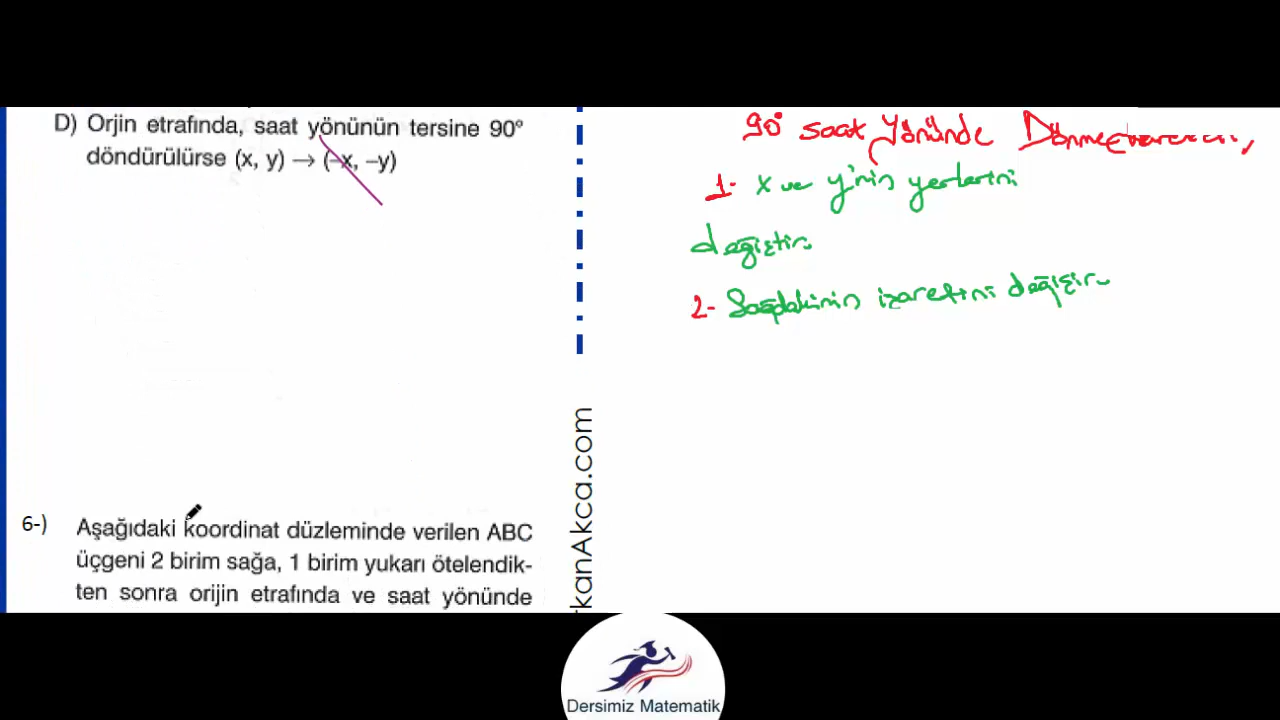 D) Orjin etrafında, saat yönünün tersine 90°
döndürülürse (x, y) → (–x, –y)
6-) Aşağıdaki koordinat düzleminde verilen ABC
üçgeni 2 birim sağa, 1 birim yukarı ötelendik-
ten sonra orijin etrafında ve saat yönünde
kanAkca.com
90° saat Yönünde
1- x ve y'nin yerlerini
değiştir.
2- Sağdakinin işaretini değişir.
Dersimiz Matematik